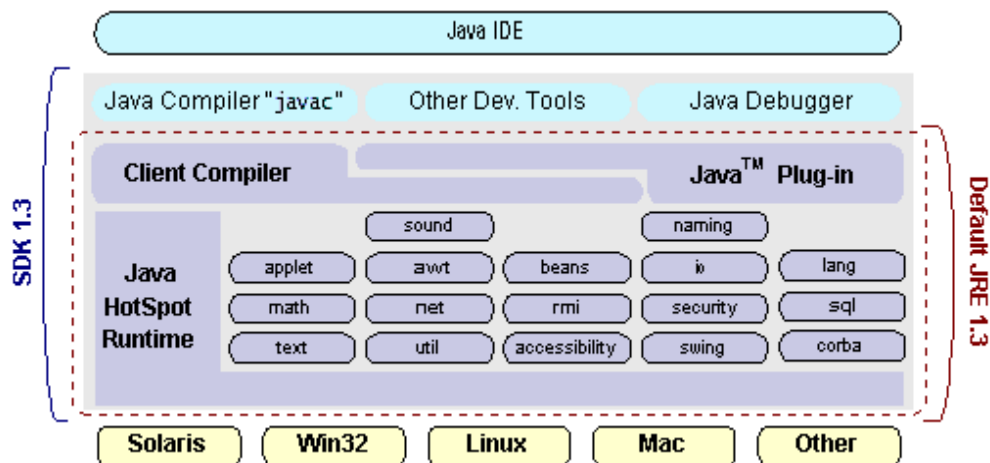 Java IDE
Java Compiler "javac"
Other Dev. Tools
Java Debugger
SDK 1.3
Client Compiler
Java™ Plug-in
Default JRE 1.3
Java
HotSpot
Runtime
sound
naming
applet
awt
beans
io
lang
math
net
rmi
security
sql
text
util
accessibility
swing
corba
Solaris
Win32
Linux
Mac
Other